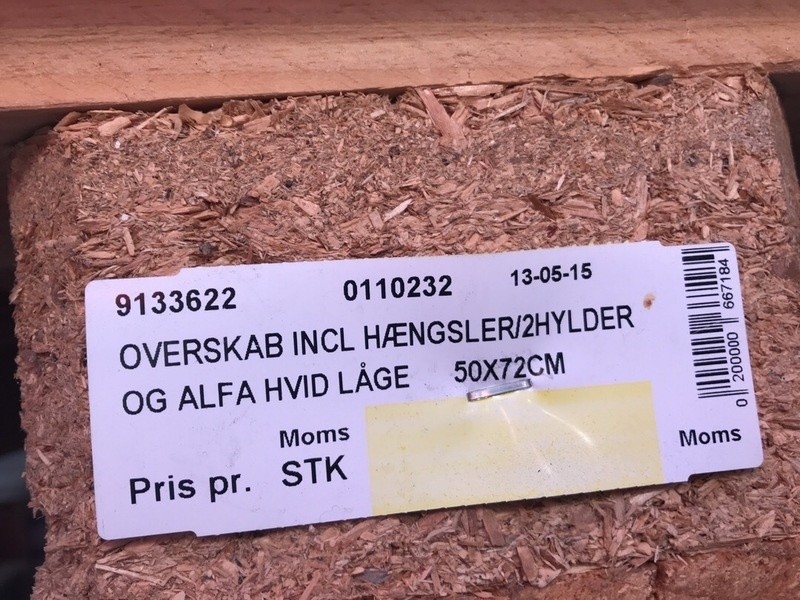 9133622 0110232 13-05-15
OVERSKAB INCL HÆNGSLER/2HYLDER
OG ALFA HVID LÅGE 50X72CM
Moms
Pris pr. STK
Moms
0 200000 667184